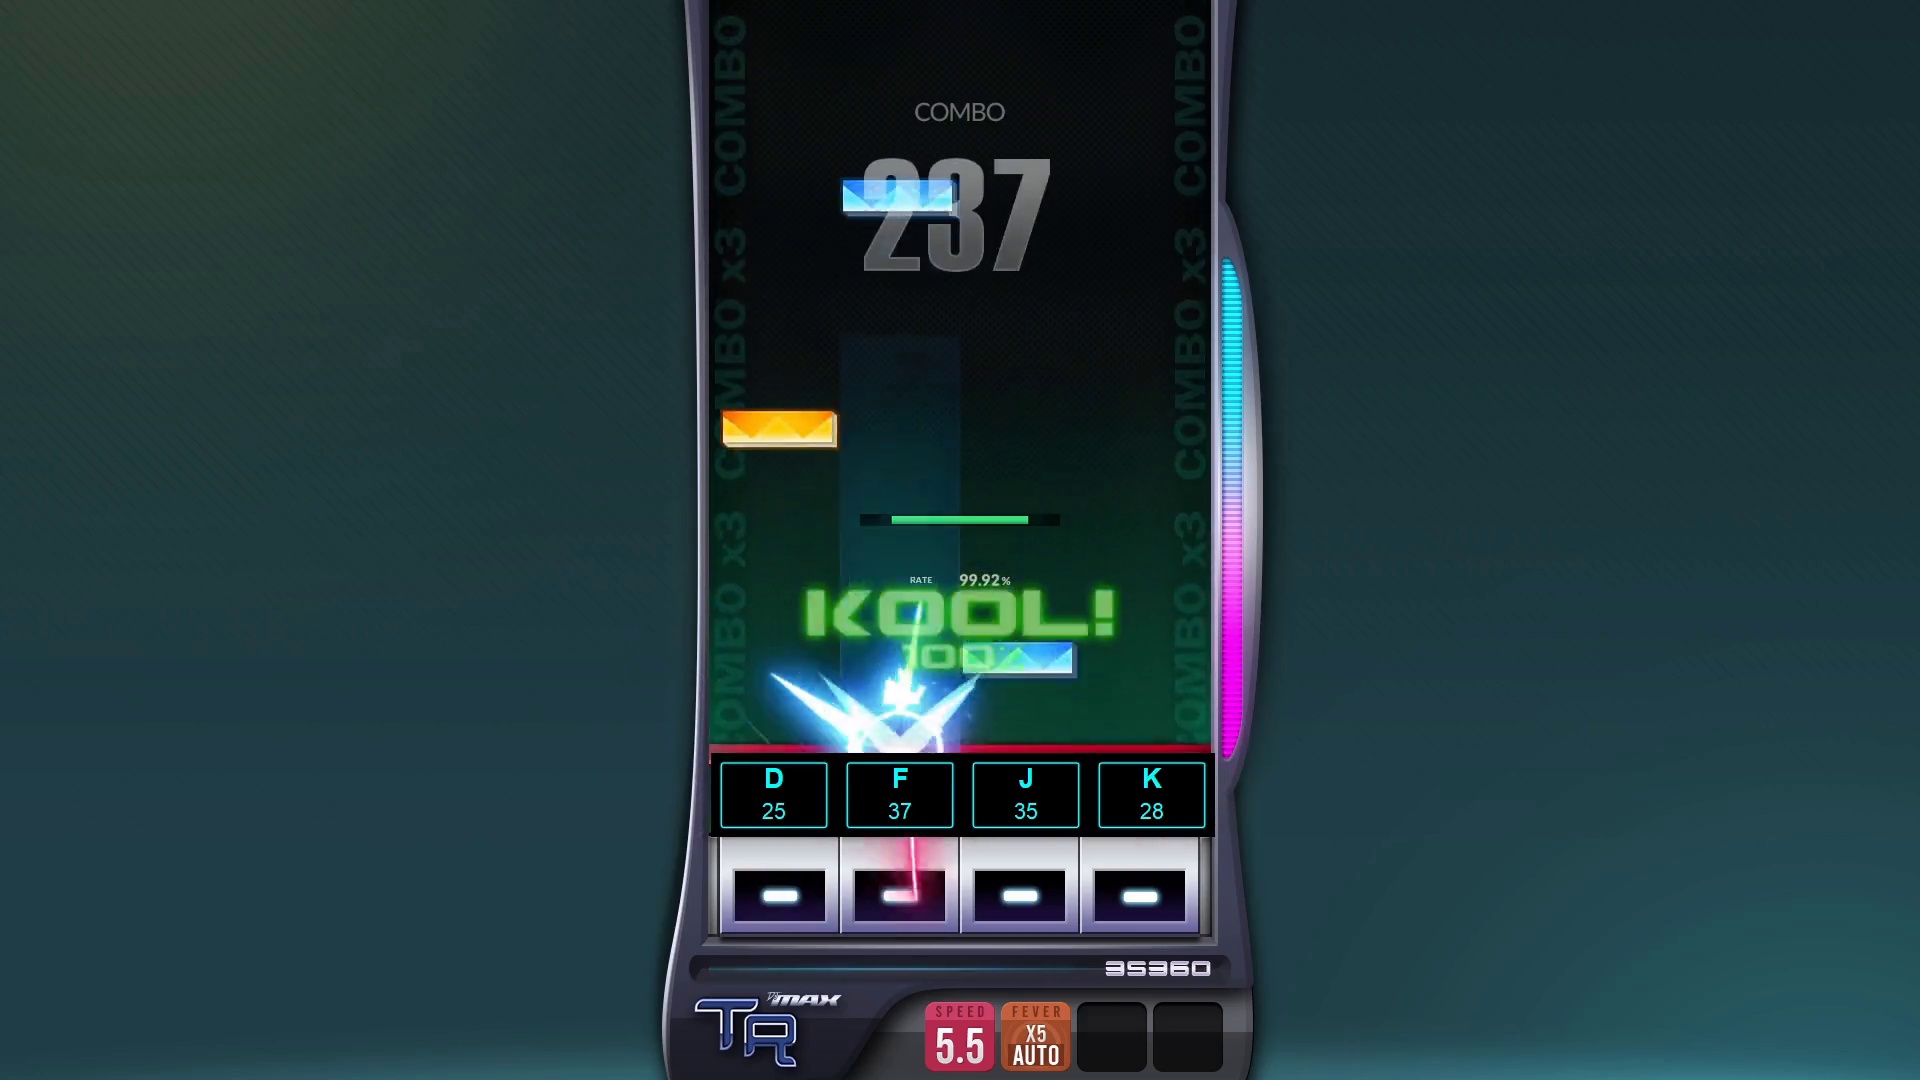 COMBO
237
COMBO x3 COMBO x3 COMBO
COMBO x3 COMBO x3 COMBO
RATE 99.92%
KOOL!
100
D F J K
25 37 35 28
35360
DJMAX
TR
SPEED FEVER
5.5 X5
AUTO